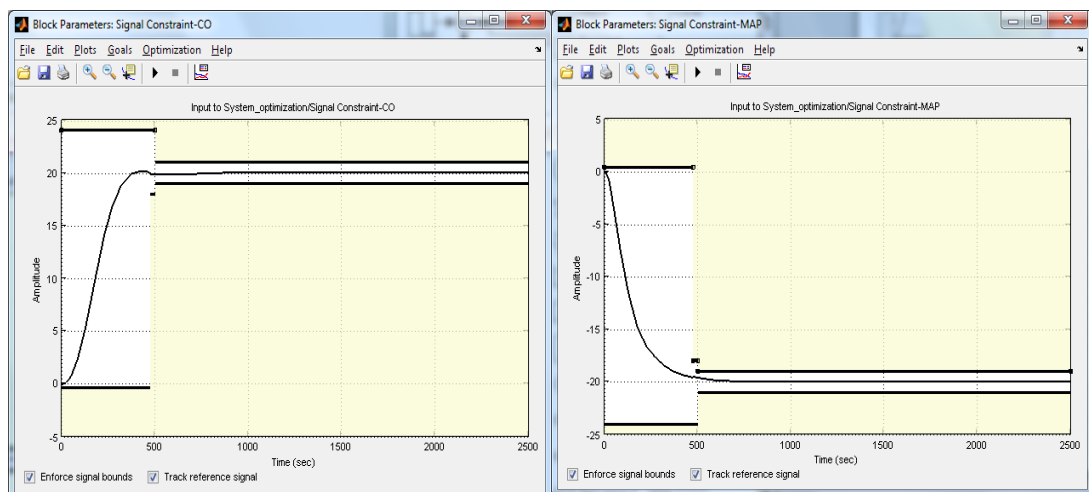 Block Parameters: Signal Constraint-CO
File Edit Plots Goals Optimization Help
Input to System_optimization/Signal Constraint-CO
25
20
15
10
5
0
-5
Amplitude
0 500 1000 1500 2000 2500
Time (sec)
Enforce signal bounds Track reference signal
Block Parameters: Signal Constraint-MAP
File Edit Plots Goals Optimization Help
Input to System_optimization/Signal Constraint-MAP
5
0
-5
-10
-15
-20
-25
Amplitude
0 500 1000 1500 2000 2500
Time (sec)
Enforce signal bounds Track reference signal